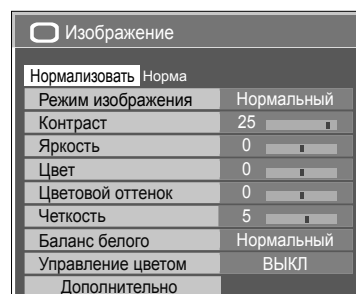 Изображение
Нормализовать Норма
Режим изображения Нормальный
Контраст 25
Яркость 0
Цвет 0
Цветовой оттенок 0
Четкость 5
Баланс белого Нормальный
Управление цветом ВЫКЛ
Дополнительно